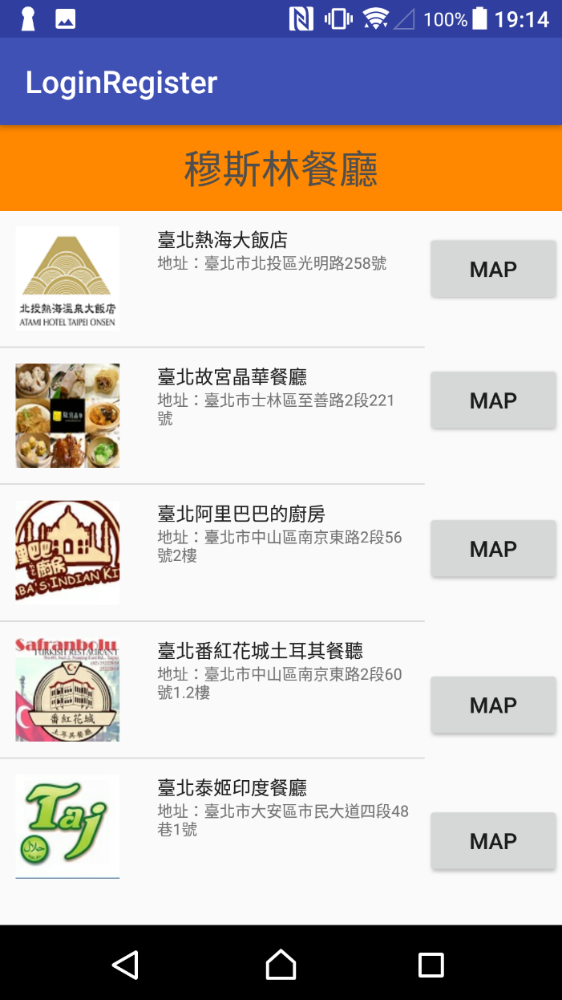 100% 19:14
LoginRegister
穆斯林餐廳
臺北熱海大飯店
地址：臺北市北投區光明路258號
MAP
北投熱海溫泉大飯店
ATAMI HOTEL TAIPEI ONSEN
臺北故宮晶華餐廳
地址：臺北市士林區至善路2段221
號
MAP
故宮晶華
臺北阿里巴巴的廚房
地址：臺北市中山區南京東路2段56
號2樓
MAP
里巴巴
廚房
BA'S INDIAN KI
臺北番紅花城土耳其餐聽
地址：臺北市中山區南京東路2段60
號1.2樓
MAP
Safranbolu
TURKISH RESTAURANT
番紅花城
土耳其餐廳
臺北泰姬印度餐廳
地址：臺北市大安區市民大道四段48
巷1號
MAP
Taj
حلال